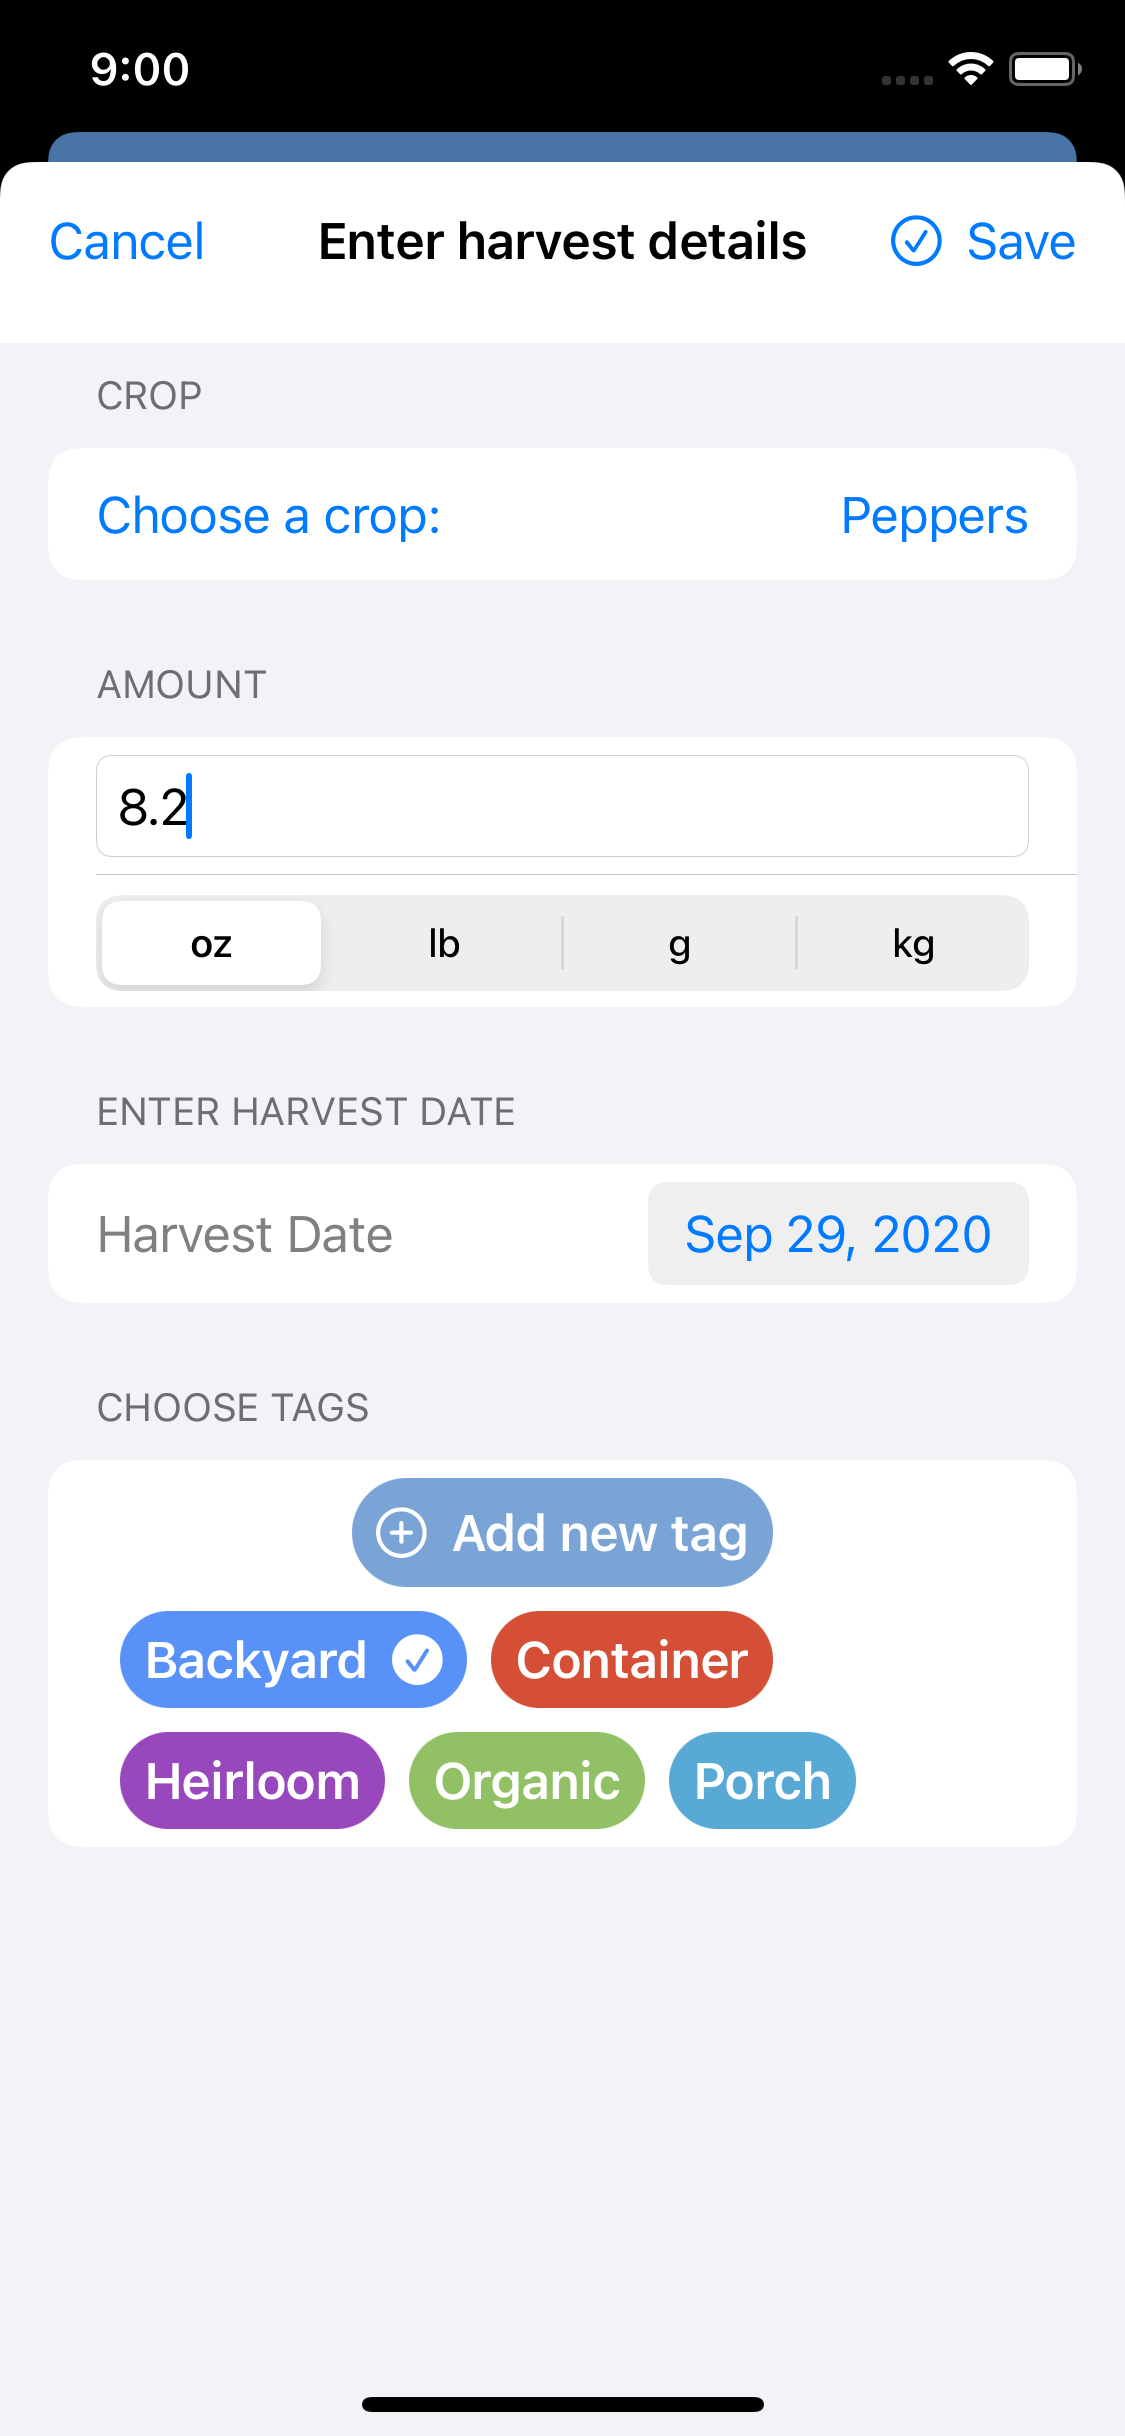 9:00
Cancel Enter harvest details Save
CROP
Choose a crop: Peppers
AMOUNT
8.2
oz lb g kg
ENTER HARVEST DATE
Harvest Date Sep 29, 2020
CHOOSE TAGS
Add new tag
Backyard Container
Heirloom Organic Porch